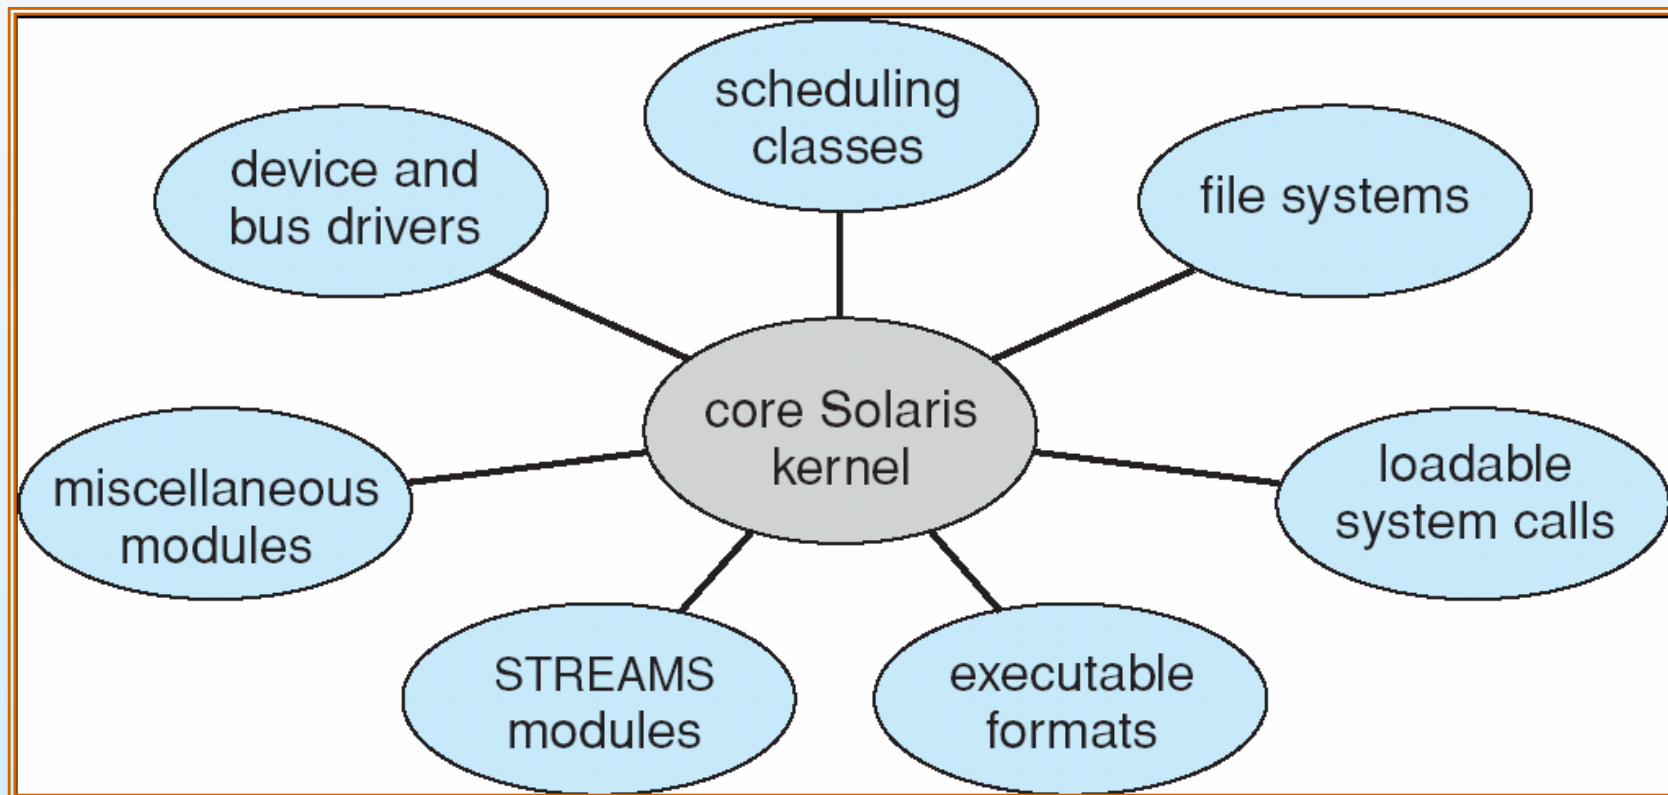 scheduling
classes
device and
bus drivers
file systems
core Solaris
kernel
miscellaneous
modules
loadable
system calls
STREAMS
modules
executable
formats